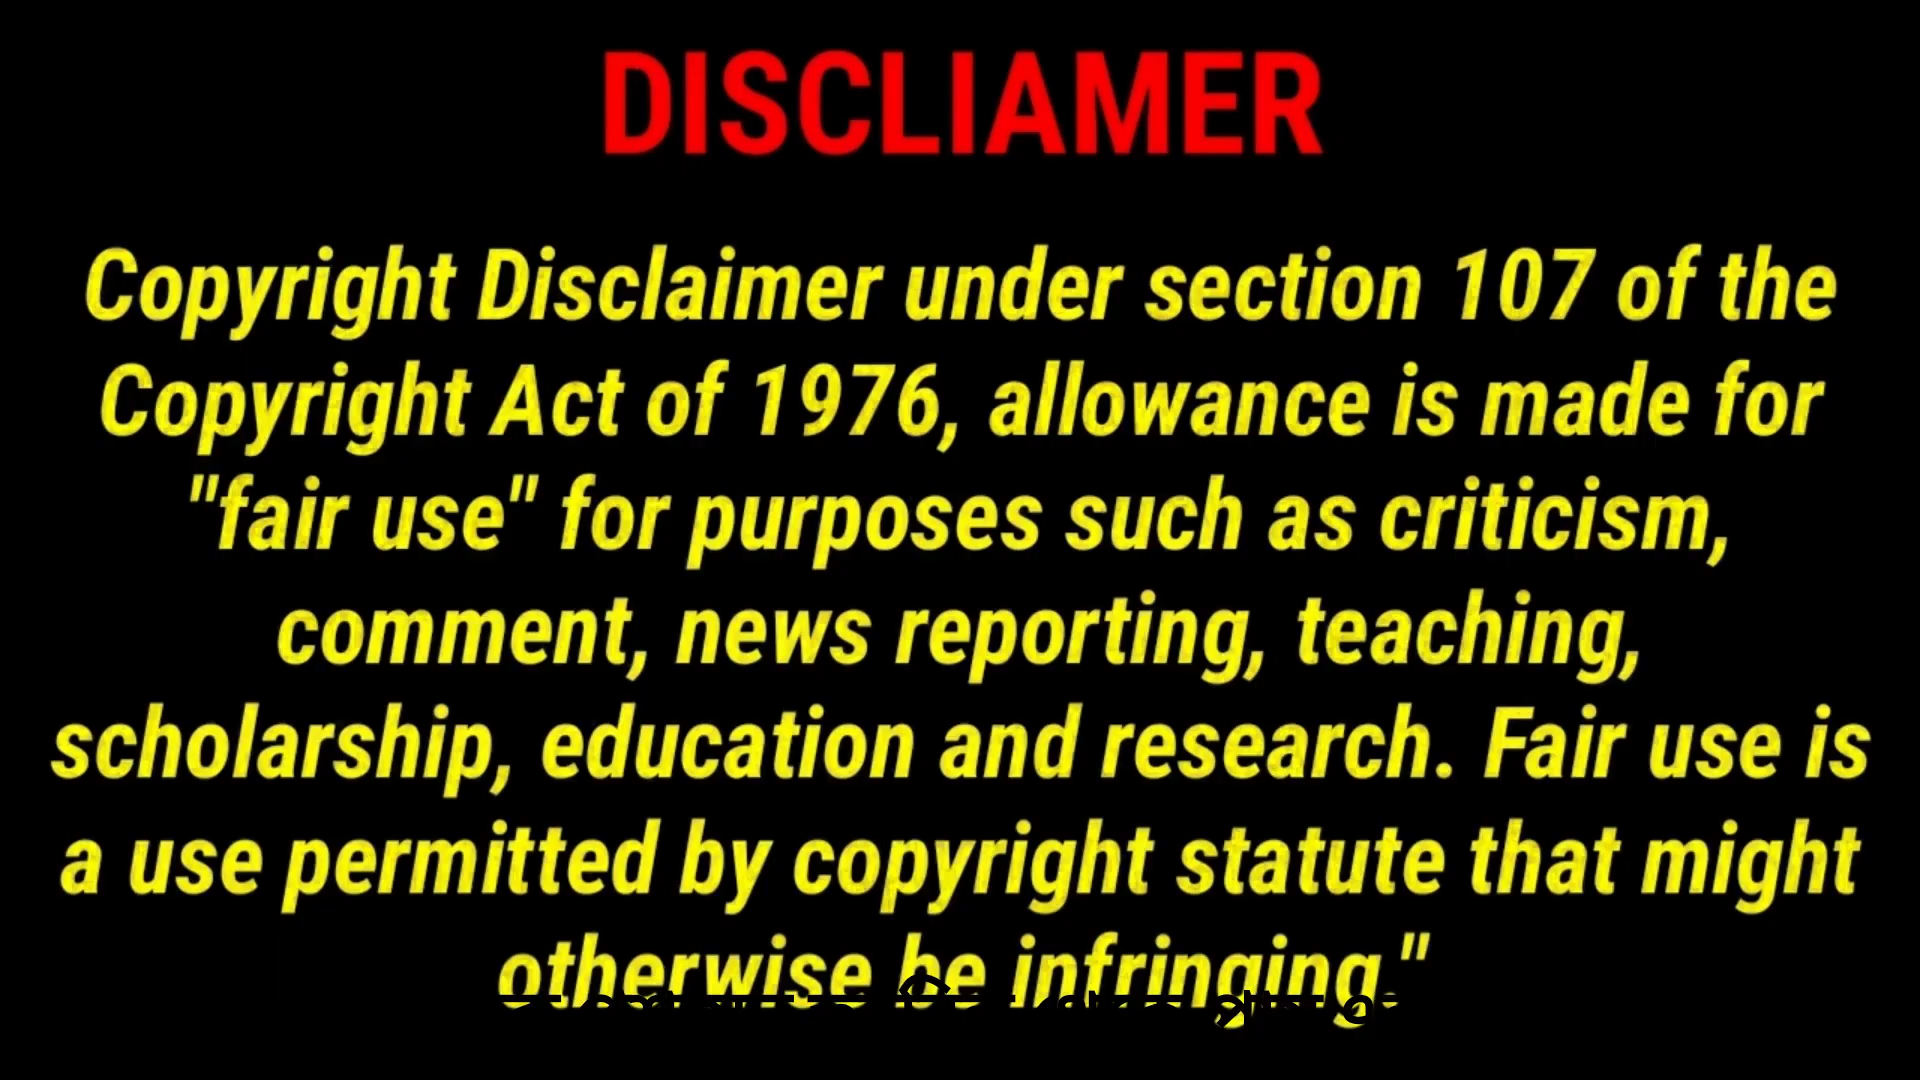 DISCLIAMER
Copyright Disclaimer under section 107 of the
Copyright Act of 1976, allowance is made for
"fair use" for purposes such as criticism,
comment, news reporting, teaching,
scholarship, education and research. Fair use is
a use permitted by copyright statute that might
otherwise be infringing."